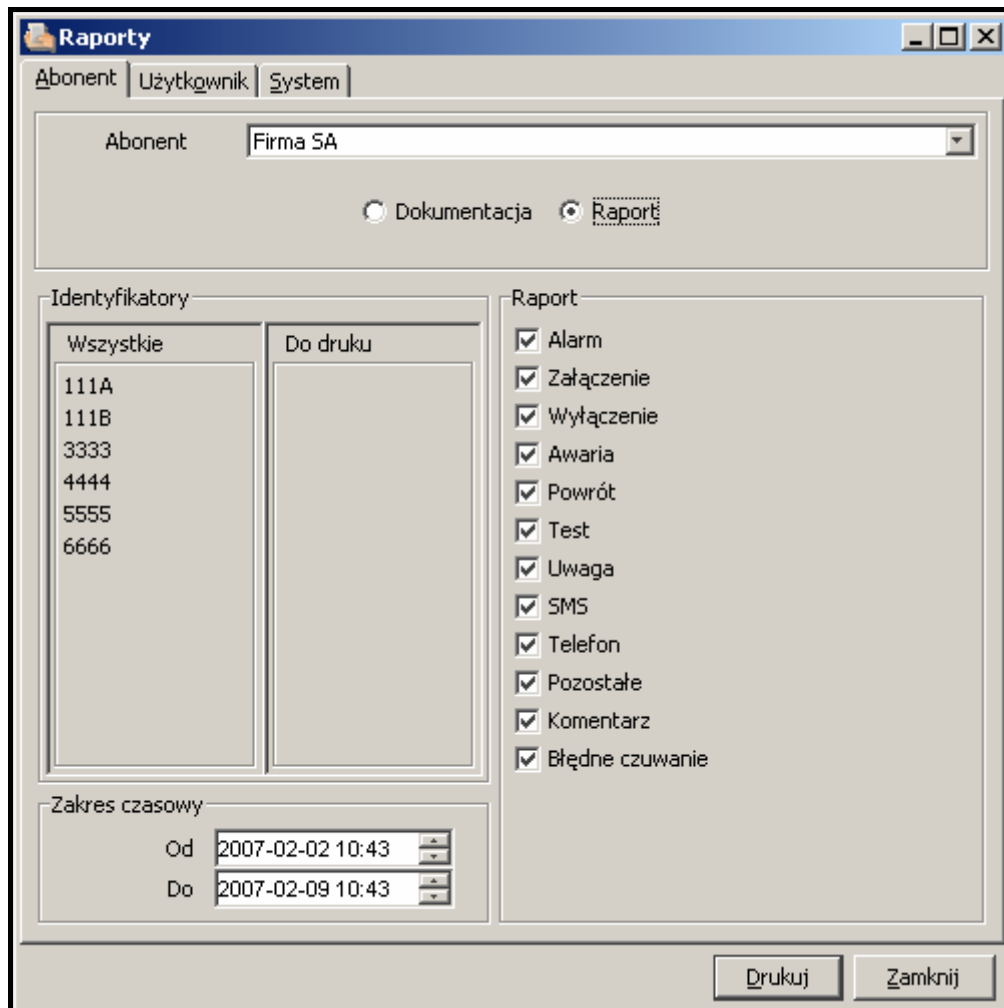 Raporty
Abonent Użytkownik System
Abonent Firma SA
Dokumentacja Raport
Identyfikatory
Wszystkie Do druku
111A
111B
3333
4444
5555
6666
Zakres czasowy
Od 2007-02-02 10:43
Do 2007-02-09 10:43
Raport
Alarm
Załączenie
Wyłączenie
Awaria
Powrót
Test
Uwaga
SMS
Telefon
Pozostałe
Komentarz
Błędne czuwanie
Drukuj Zamknij